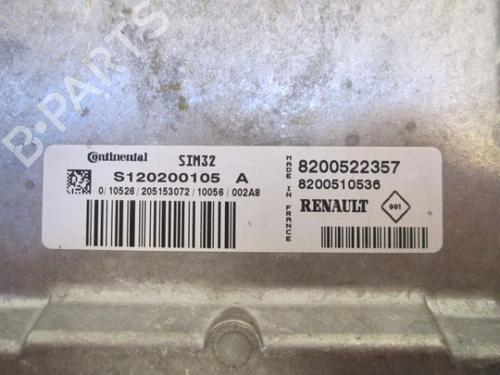 B-PARTS
Continental SIM32
S120200105 A
0/10526/205153072/10056/002A8
MADE IN FRANCE
8200522357
8200510536
RENAULT
001